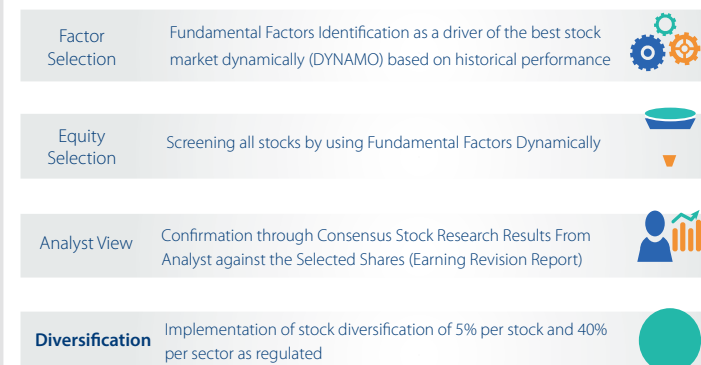 Factor
Selection
Fundamental Factors Identification as a driver of the best stock
market dynamically (DYNAMO) based on historical performance
Equity
Selection
Screening all stocks by using Fundamental Factors Dynamically
Analyst View
Confirmation through Consensus Stock Research Results From
Analyst against the Selected Shares (Earning Revision Report)
Diversification
Implementation of stock diversification of 5% per stock and 40%
per sector as regulated